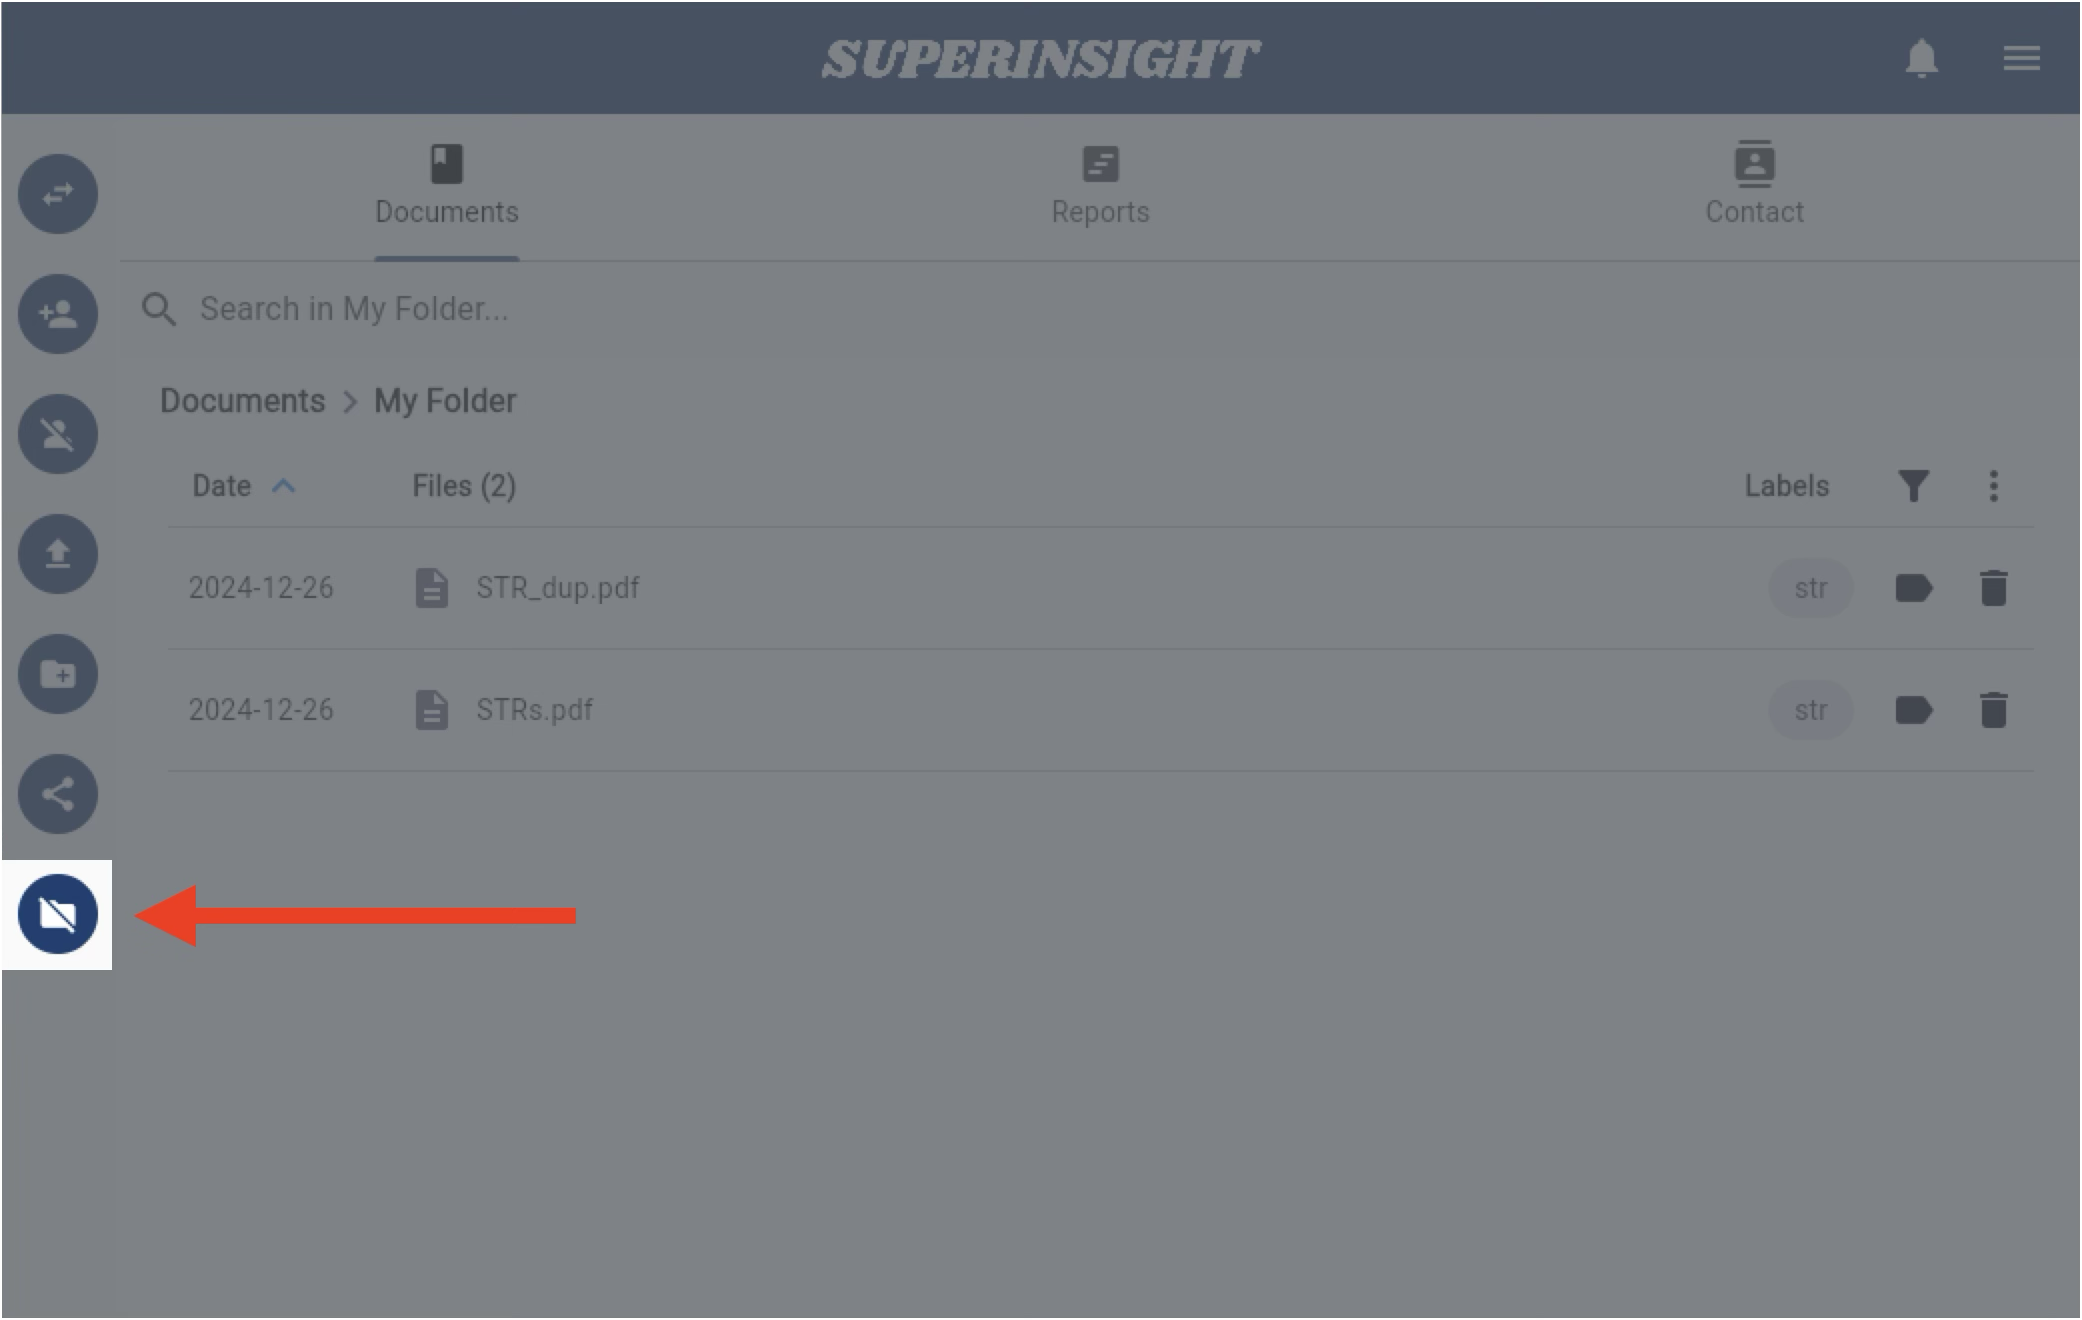 SUPERINSIGHT
Documents
Reports
Contact
Search in My Folder...
Documents > My Folder
Date Files (2) Labels
2024-12-26 STR_dup.pdf str
2024-12-26 STRs.pdf str